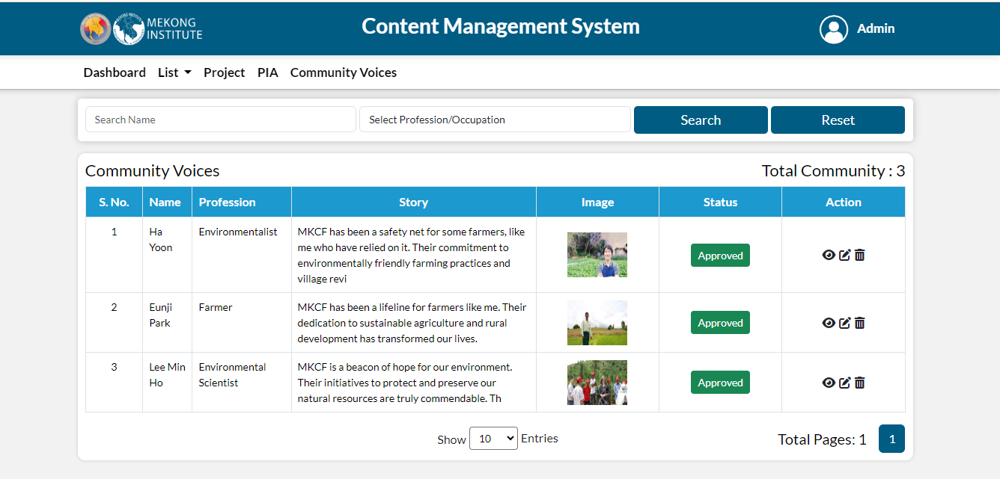 MEKONG
INSTITUTE
Content Management System
Admin
Dashboard List Project PIA Community Voices
Search Name
Select Profession/Occupation
Search
Reset
Community Voices
Total Community : 3
S. No. Name Profession Story Image Status Action
1
Ha
Yoon
Environmentalist
MKCF has been a safety net for some farmers, like
me who have relied on it. Their commitment to
environmentally friendly farming practices and
village revi
Approved
2
Eunji
Park
Farmer
MKCF has been a lifeline for farmers like me. Their
dedication to sustainable agriculture and rural
development has transformed our lives.
Approved
3
Lee Min
Ho
Environmental
Scientist
MKCF is a beacon of hope for our environment.
Their initiatives to protect and preserve our
natural resources are truly commendable. Th
Approved
Show 10 Entries
Total Pages: 1
1